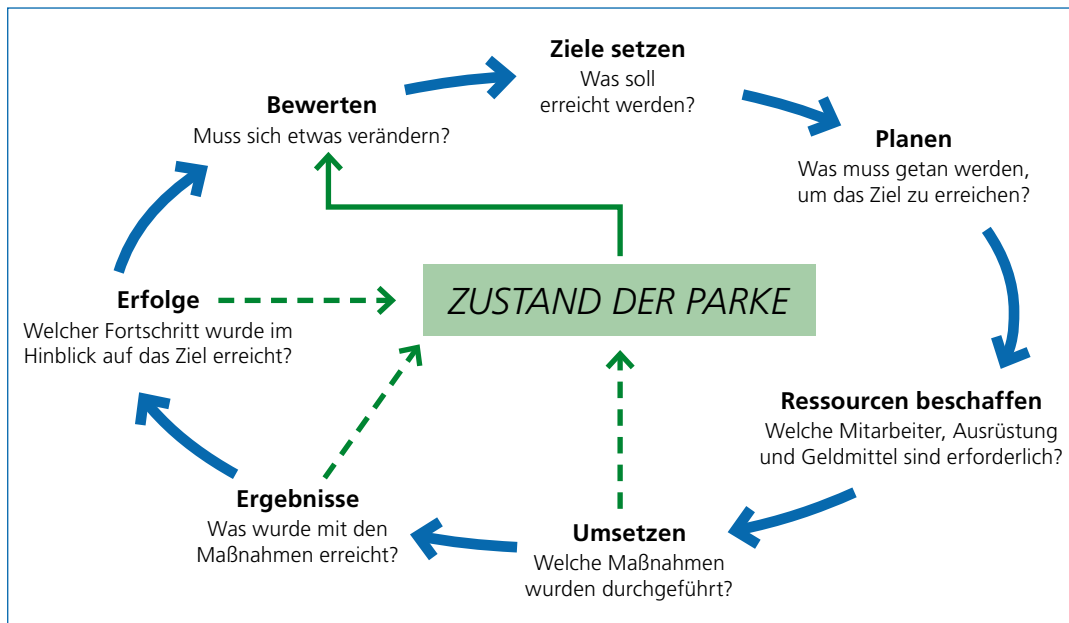 Ziele setzen
Was soll
erreicht werden?
Planen
Was muss getan werden,
um das Ziel zu erreichen?
Ressourcen beschaffen
Welche Mitarbeiter, Ausrüstung
und Geldmittel sind erforderlich?
Umsetzen
Welche Maßnahmen
wurden durchgeführt?
Ergebnisse
Was wurde mit den
Maßnahmen erreicht?
Erfolge
Welcher Fortschritt wurde im
Hinblick auf das Ziel erreicht?
Bewerten
Muss sich etwas verändern?
ZUSTAND DER PARKE